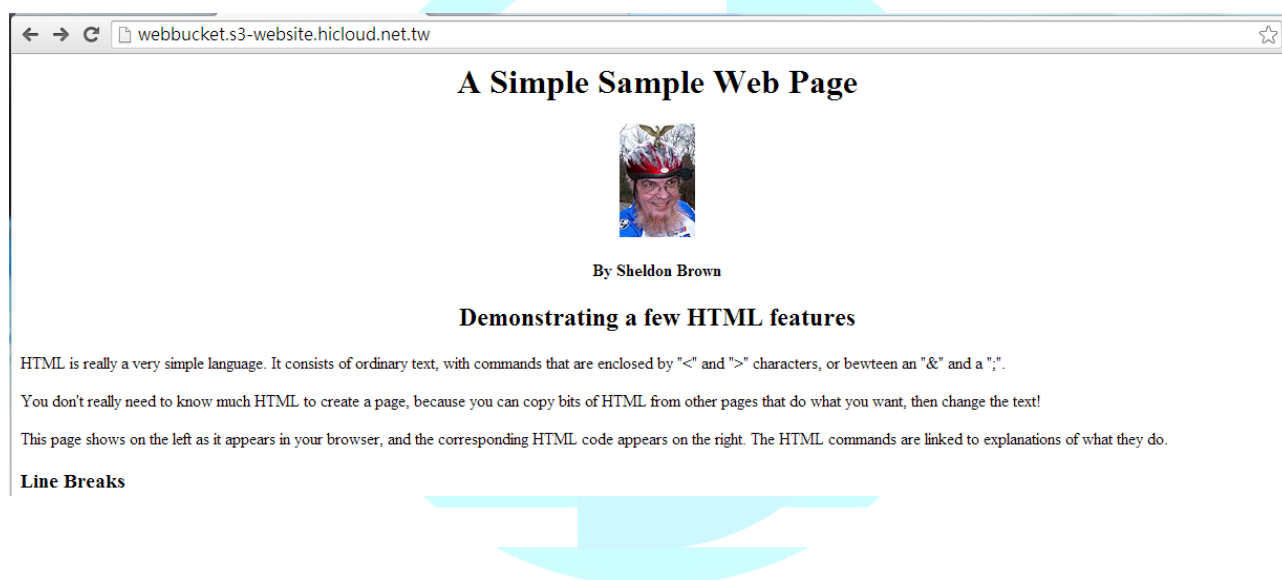 webbucket.s3-website.hicloud.net.tw
A Simple Sample Web Page
By Sheldon Brown
Demonstrating a few HTML features
HTML is really a very simple language. It consists of ordinary text, with commands that are enclosed by "<" and ">" characters, or bewteen an "&" and a ";".
You don't really need to know much HTML to create a page, because you can copy bits of HTML from other pages that do what you want, then change the text!
This page shows on the left as it appears in your browser, and the corresponding HTML code appears on the right. The HTML commands are linked to explanations of what they do.
Line Breaks